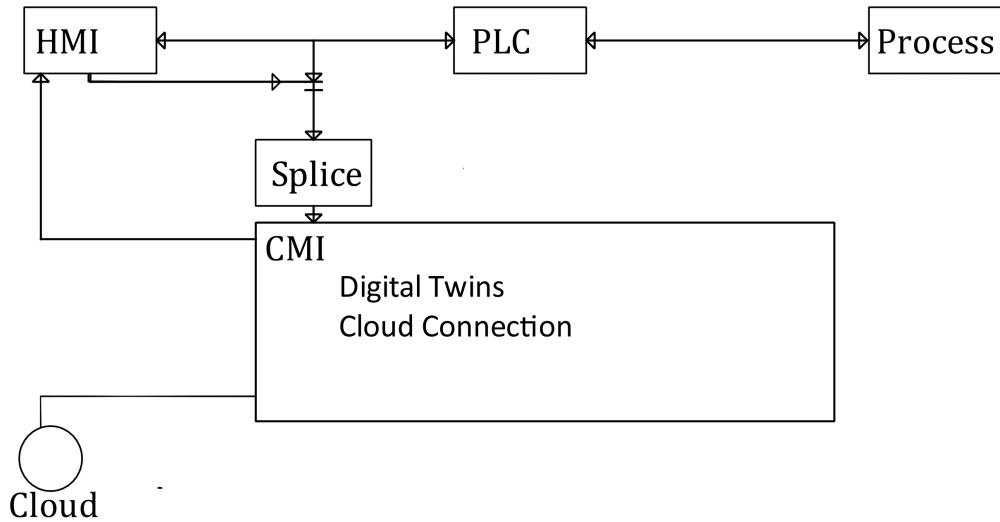 HMI
PLC
Process
Splice
CMI
Digital Twins
Cloud Connection
Cloud